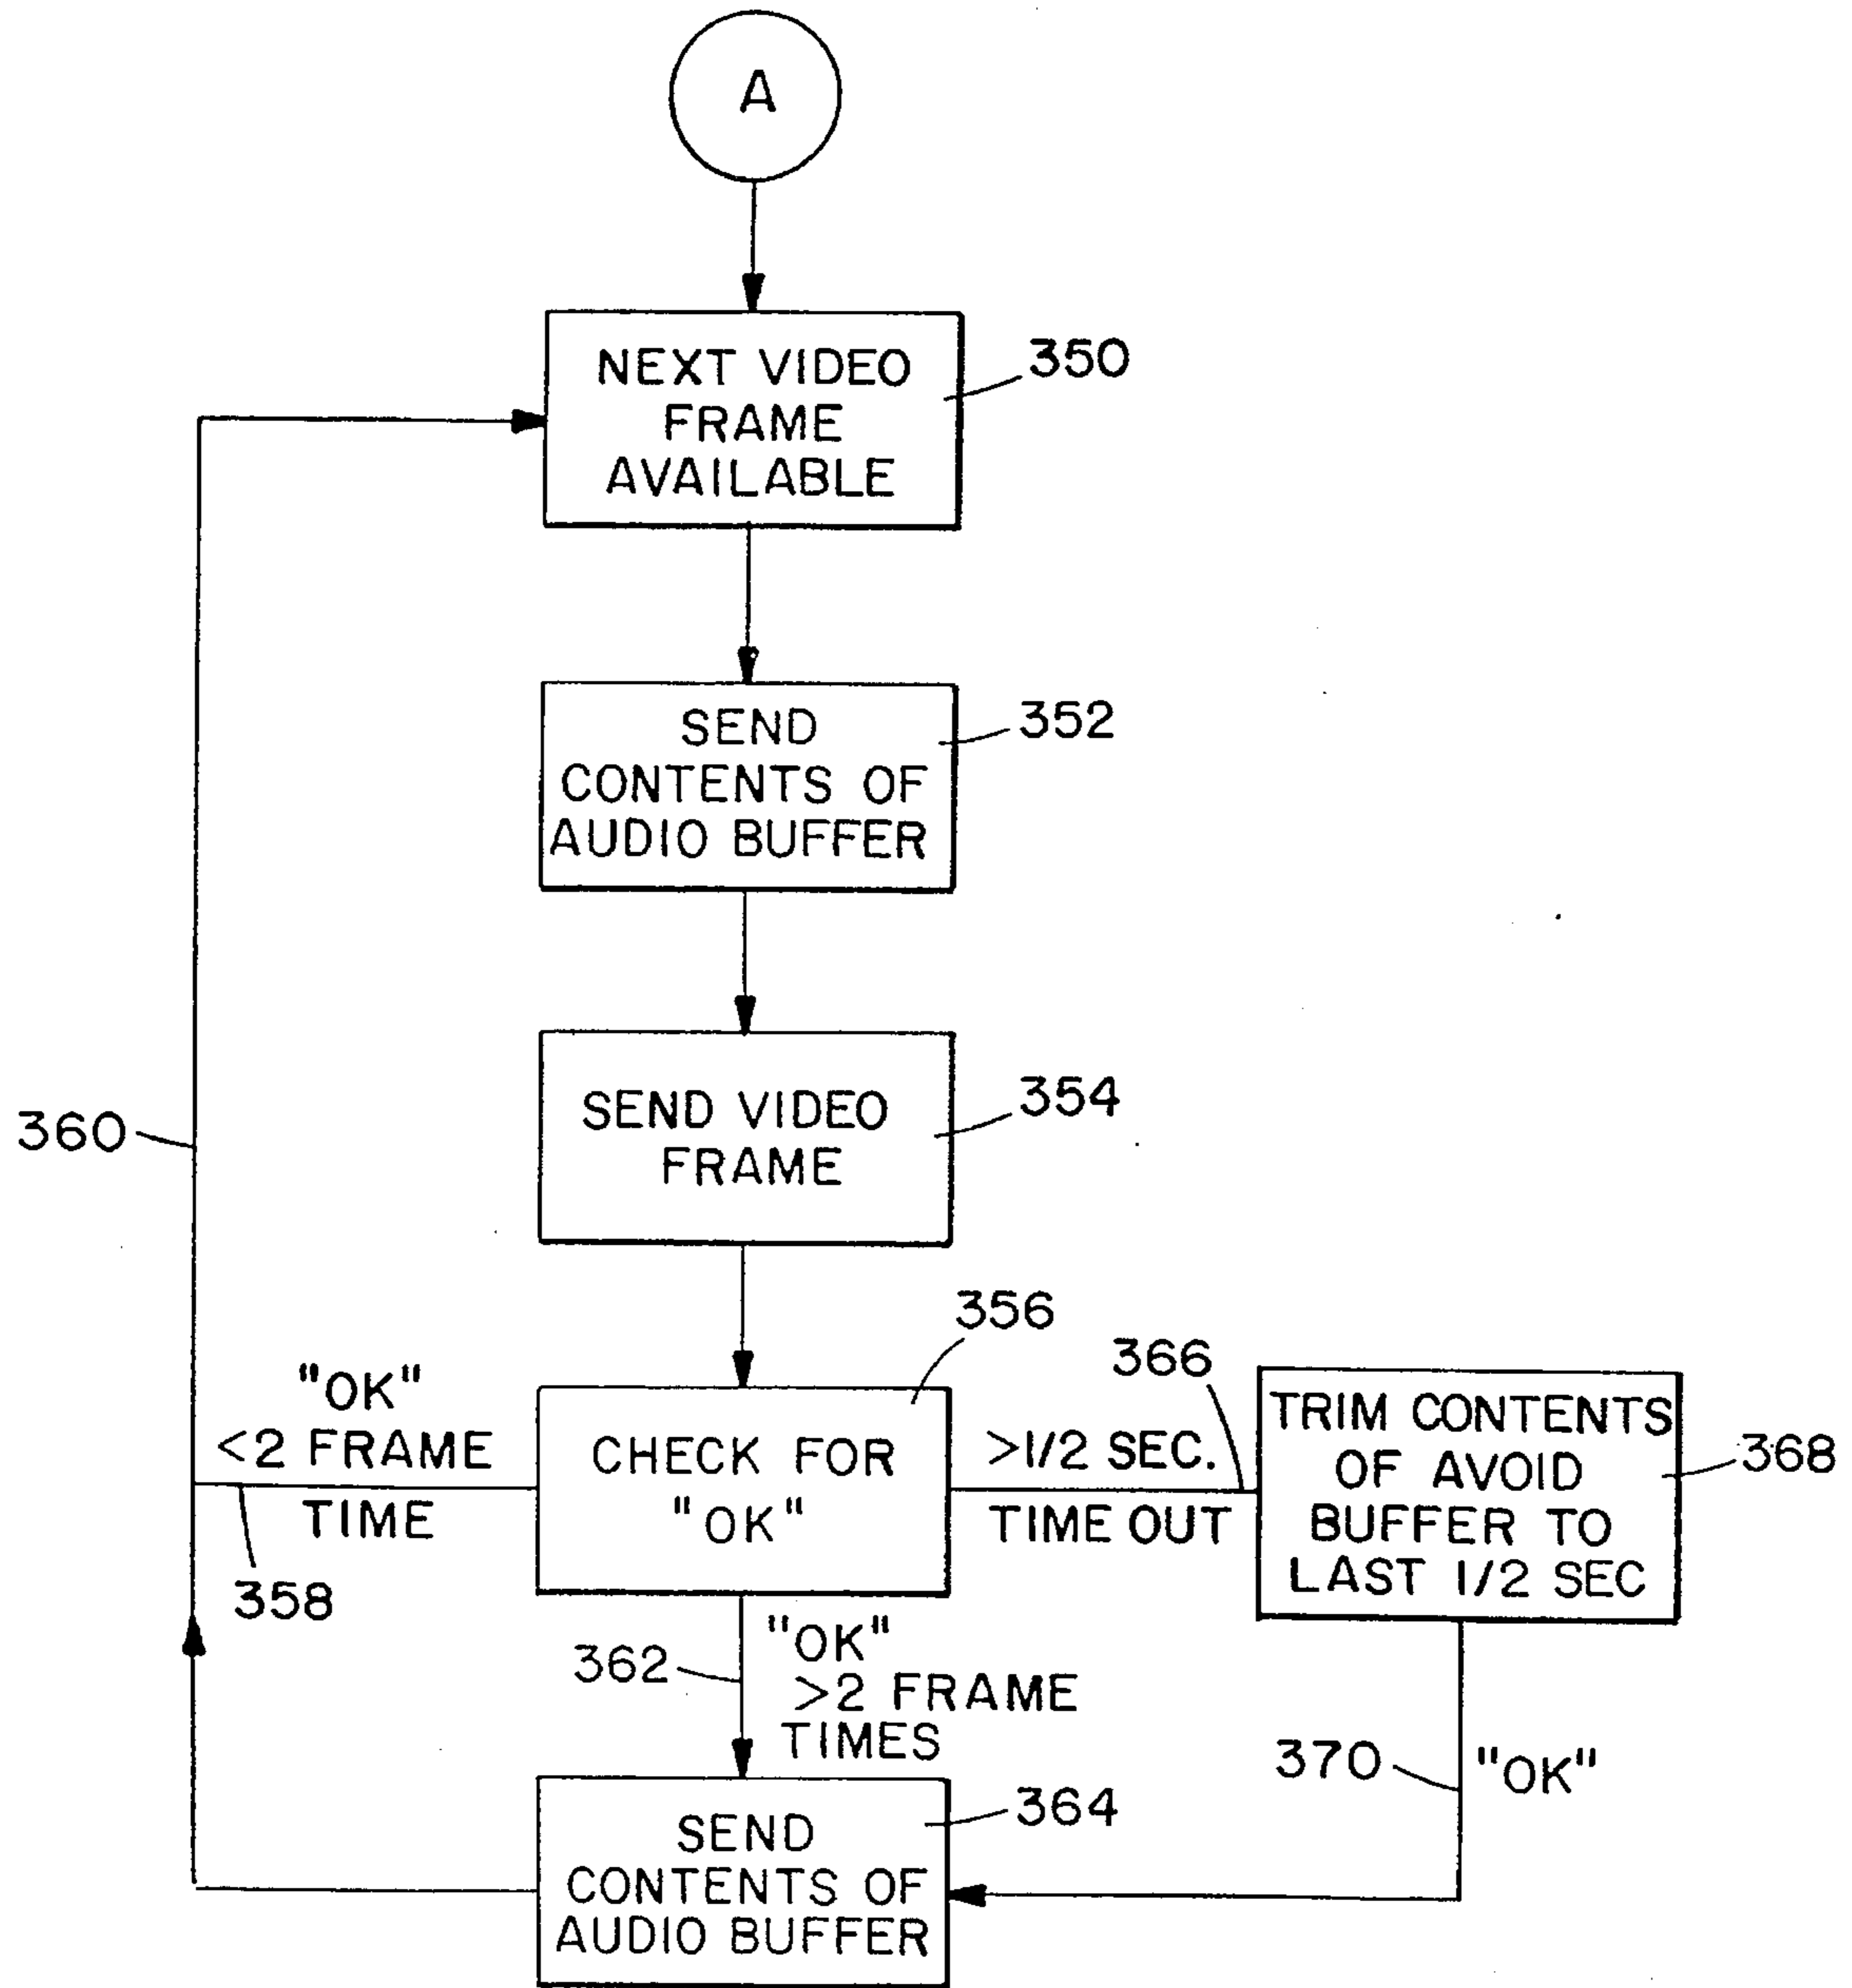 A
NEXT VIDEO
FRAME
AVAILABLE
350
SEND
CONTENTS OF
AUDIO BUFFER
352
SEND VIDEO
FRAME
354
360
356
CHECK FOR
"OK"
"OK"
<2 FRAME
TIME
358
366
>1/2 SEC.
TIME OUT
TRIM CONTENTS
OF AVOID
BUFFER TO
LAST 1/2 SEC
368
362
"OK"
>2 FRAME
TIMES
370
"OK"
SEND
CONTENTS OF
AUDIO BUFFER
364